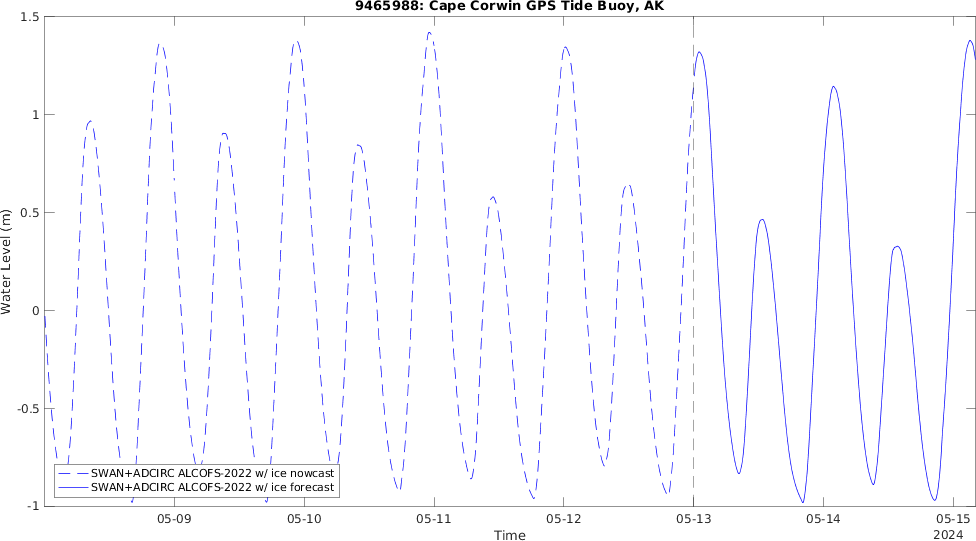 9465988: Cape Corwin GPS Tide Buoy, AK
1.5
1
0.5
0
-0.5
-1
Water Level (m)
SWAN+ADCIRC ALCOFS-2022 w/ ice nowcast
SWAN+ADCIRC ALCOFS-2022 w/ ice forecast
05-09 05-10 05-11 05-12 05-13 05-14 05-15
Time
2024